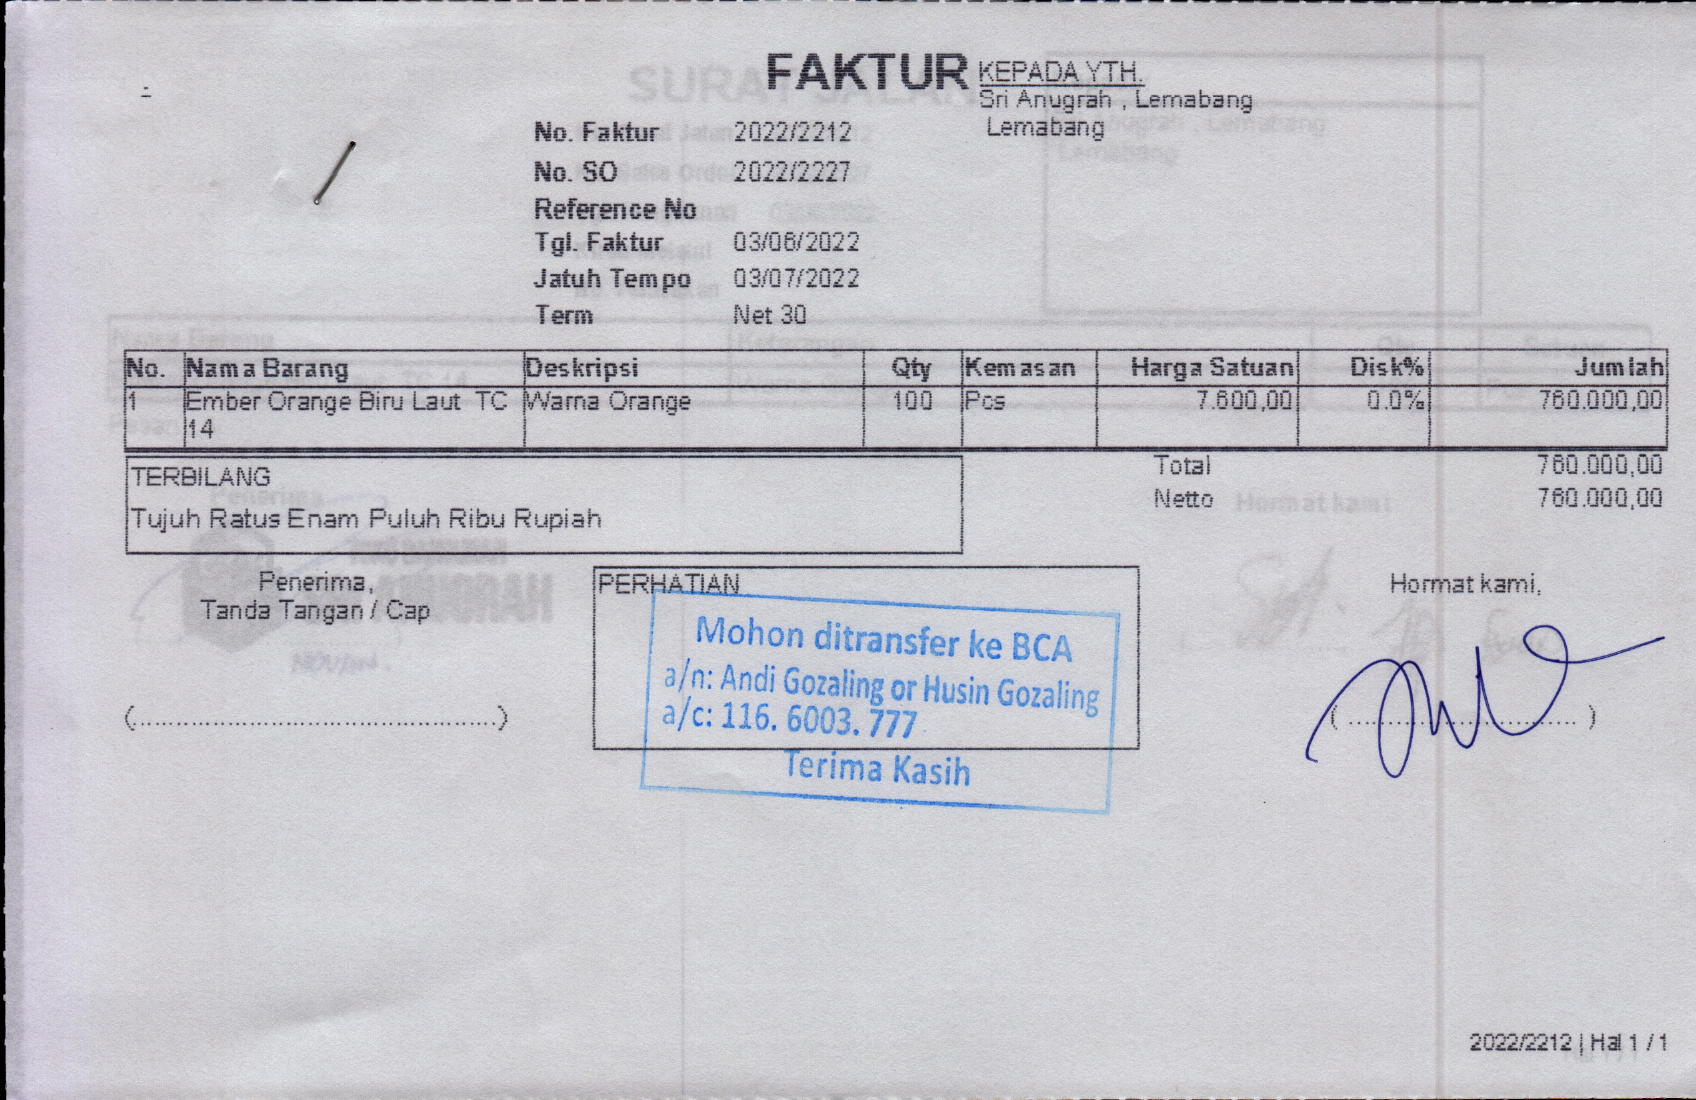 FAKTUR
KEPADA YTH.
Sri Anugrah , Lemabang
Lemabang
No. Faktur 2022/2212
No. SO 2022/2227
Reference No
Tgl. Faktur 03/06/2022
Jatuh Tempo 03/07/2022
Term Net 30
No. Nama Barang Deskripsi Qty Kemasan Harga Satuan Disk% Jumlah
1 Ember Orange Biru Laut TC Warna Orange 100 Pcs 7.600,00 0.0% 760.000,00
14
TERBILANG
Tujuh Ratus Enam Puluh Ribu Rupiah
Total 760.000,00
Netto 760.000,00
Penerima,
Tanda Tangan / Cap
(..............................................)
PERHATIAN
Mohon ditransfer ke BCA
a/n: Andi Gozaling or Husin Gozaling
a/c: 116. 6003. 777
Terima Kasih
Hormat kami,
( ............................. )
2022/2212 | Hal 1 / 1